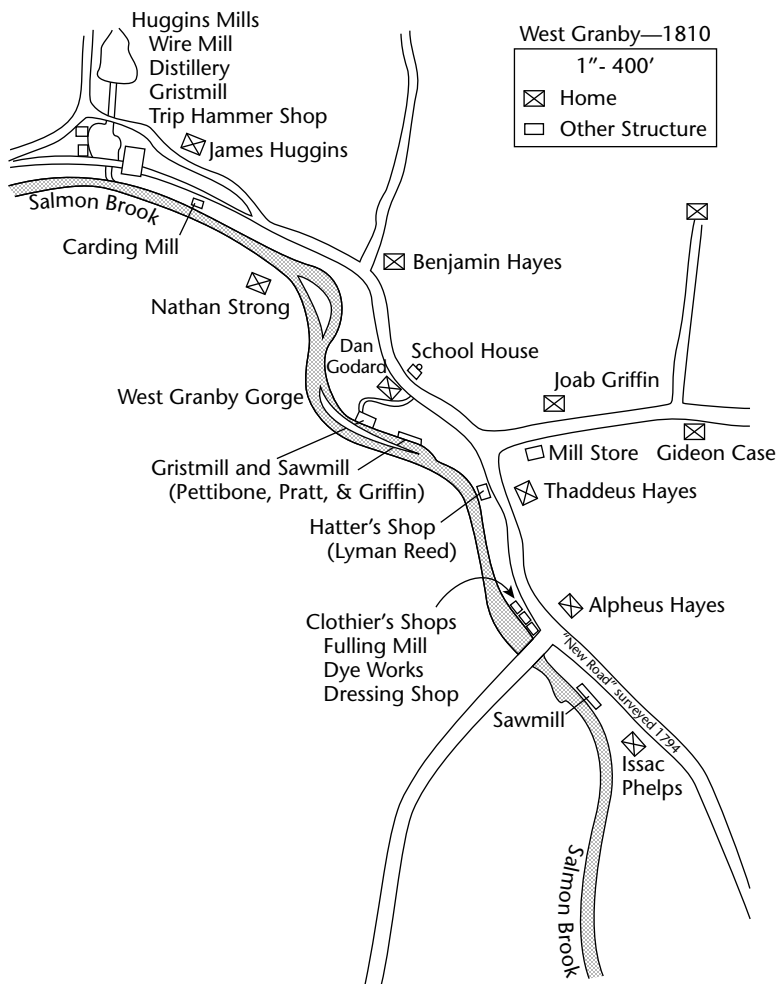 Huggins Mills
Wire Mill
Distillery
Gristmill
Trip Hammer Shop
West Granby—1810
1″- 400′
Home
Other Structure
James Huggins
Salmon Brook
Carding Mill
Benjamin Hayes
Nathan Strong
Dan
Godard
School House
Joab Griffin
West Granby Gorge
Mill Store
Gideon Case
Gristmill and Sawmill
(Pettibone, Pratt, & Griffin)
Thaddeus Hayes
Hatter's Shop
(Lyman Reed)
Alpheus Hayes
Clothier's Shops
Fulling Mill
Dye Works
Dressing Shop
"New Road" surveyed 1794
Sawmill
Issac
Phelps
Salmon Brook